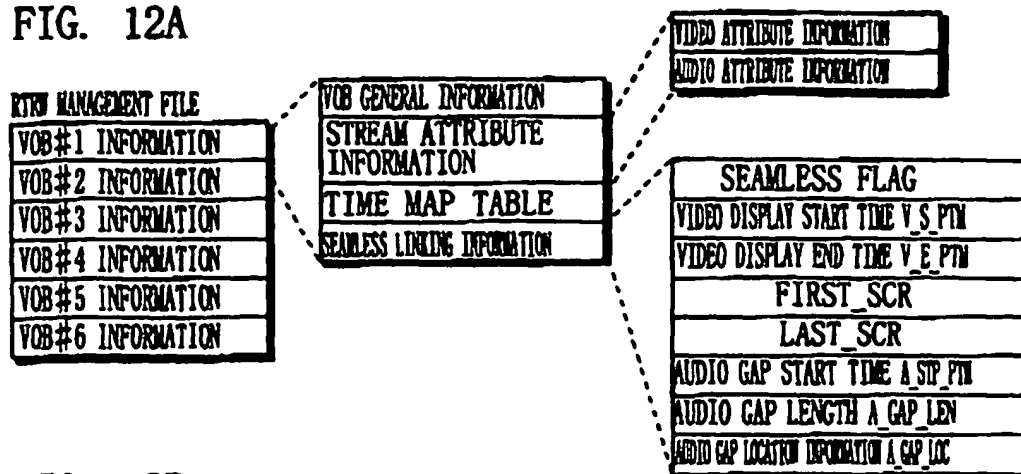 FIG. 12A
RTRW MANAGEMENT FILE
VOB#1 INFORMATION
VOB#2 INFORMATION
VOB#3 INFORMATION
VOB#4 INFORMATION
VOB#5 INFORMATION
VOB#6 INFORMATION
VOB GENERAL INFORMATION
STREAM ATTRIBUTE
INFORMATION
TIME MAP TABLE
SEAMLESS LINKING INFORMATION
VIDEO ATTRIBUTE INFORMATION
AUDIO ATTRIBUTE INFORMATION
SEAMLESS FLAG
VIDEO DISPLAY START TIME V_S_PTM
VIDEO DISPLAY END TIME V_E_PTM
FIRST_SCR
LAST_SCR
AUDIO GAP START TIME A_STP_PTM
AUDIO GAP LENGTH A_GAP_LEN
AUDIO GAP LOCATION INFORMATION A_GAP_LOC